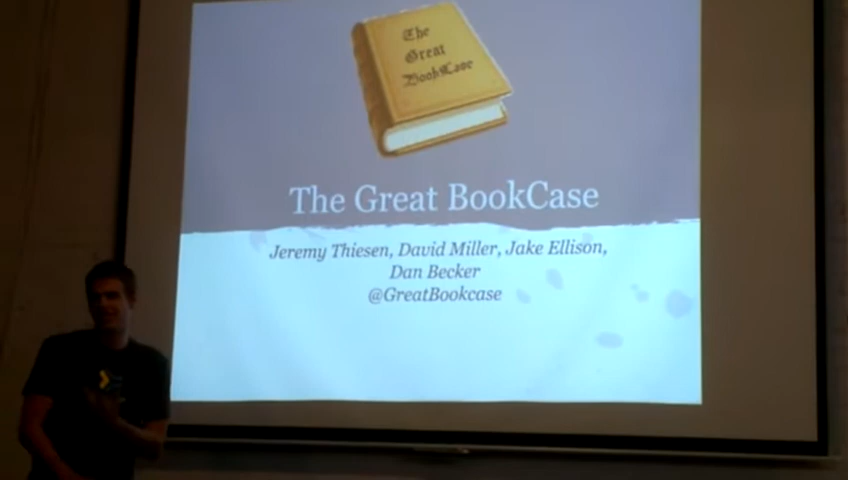 The
Great
BookCase
The Great BookCase
Jeremy Thiesen, David Miller, Jake Ellison,
Dan Becker
@GreatBookcase